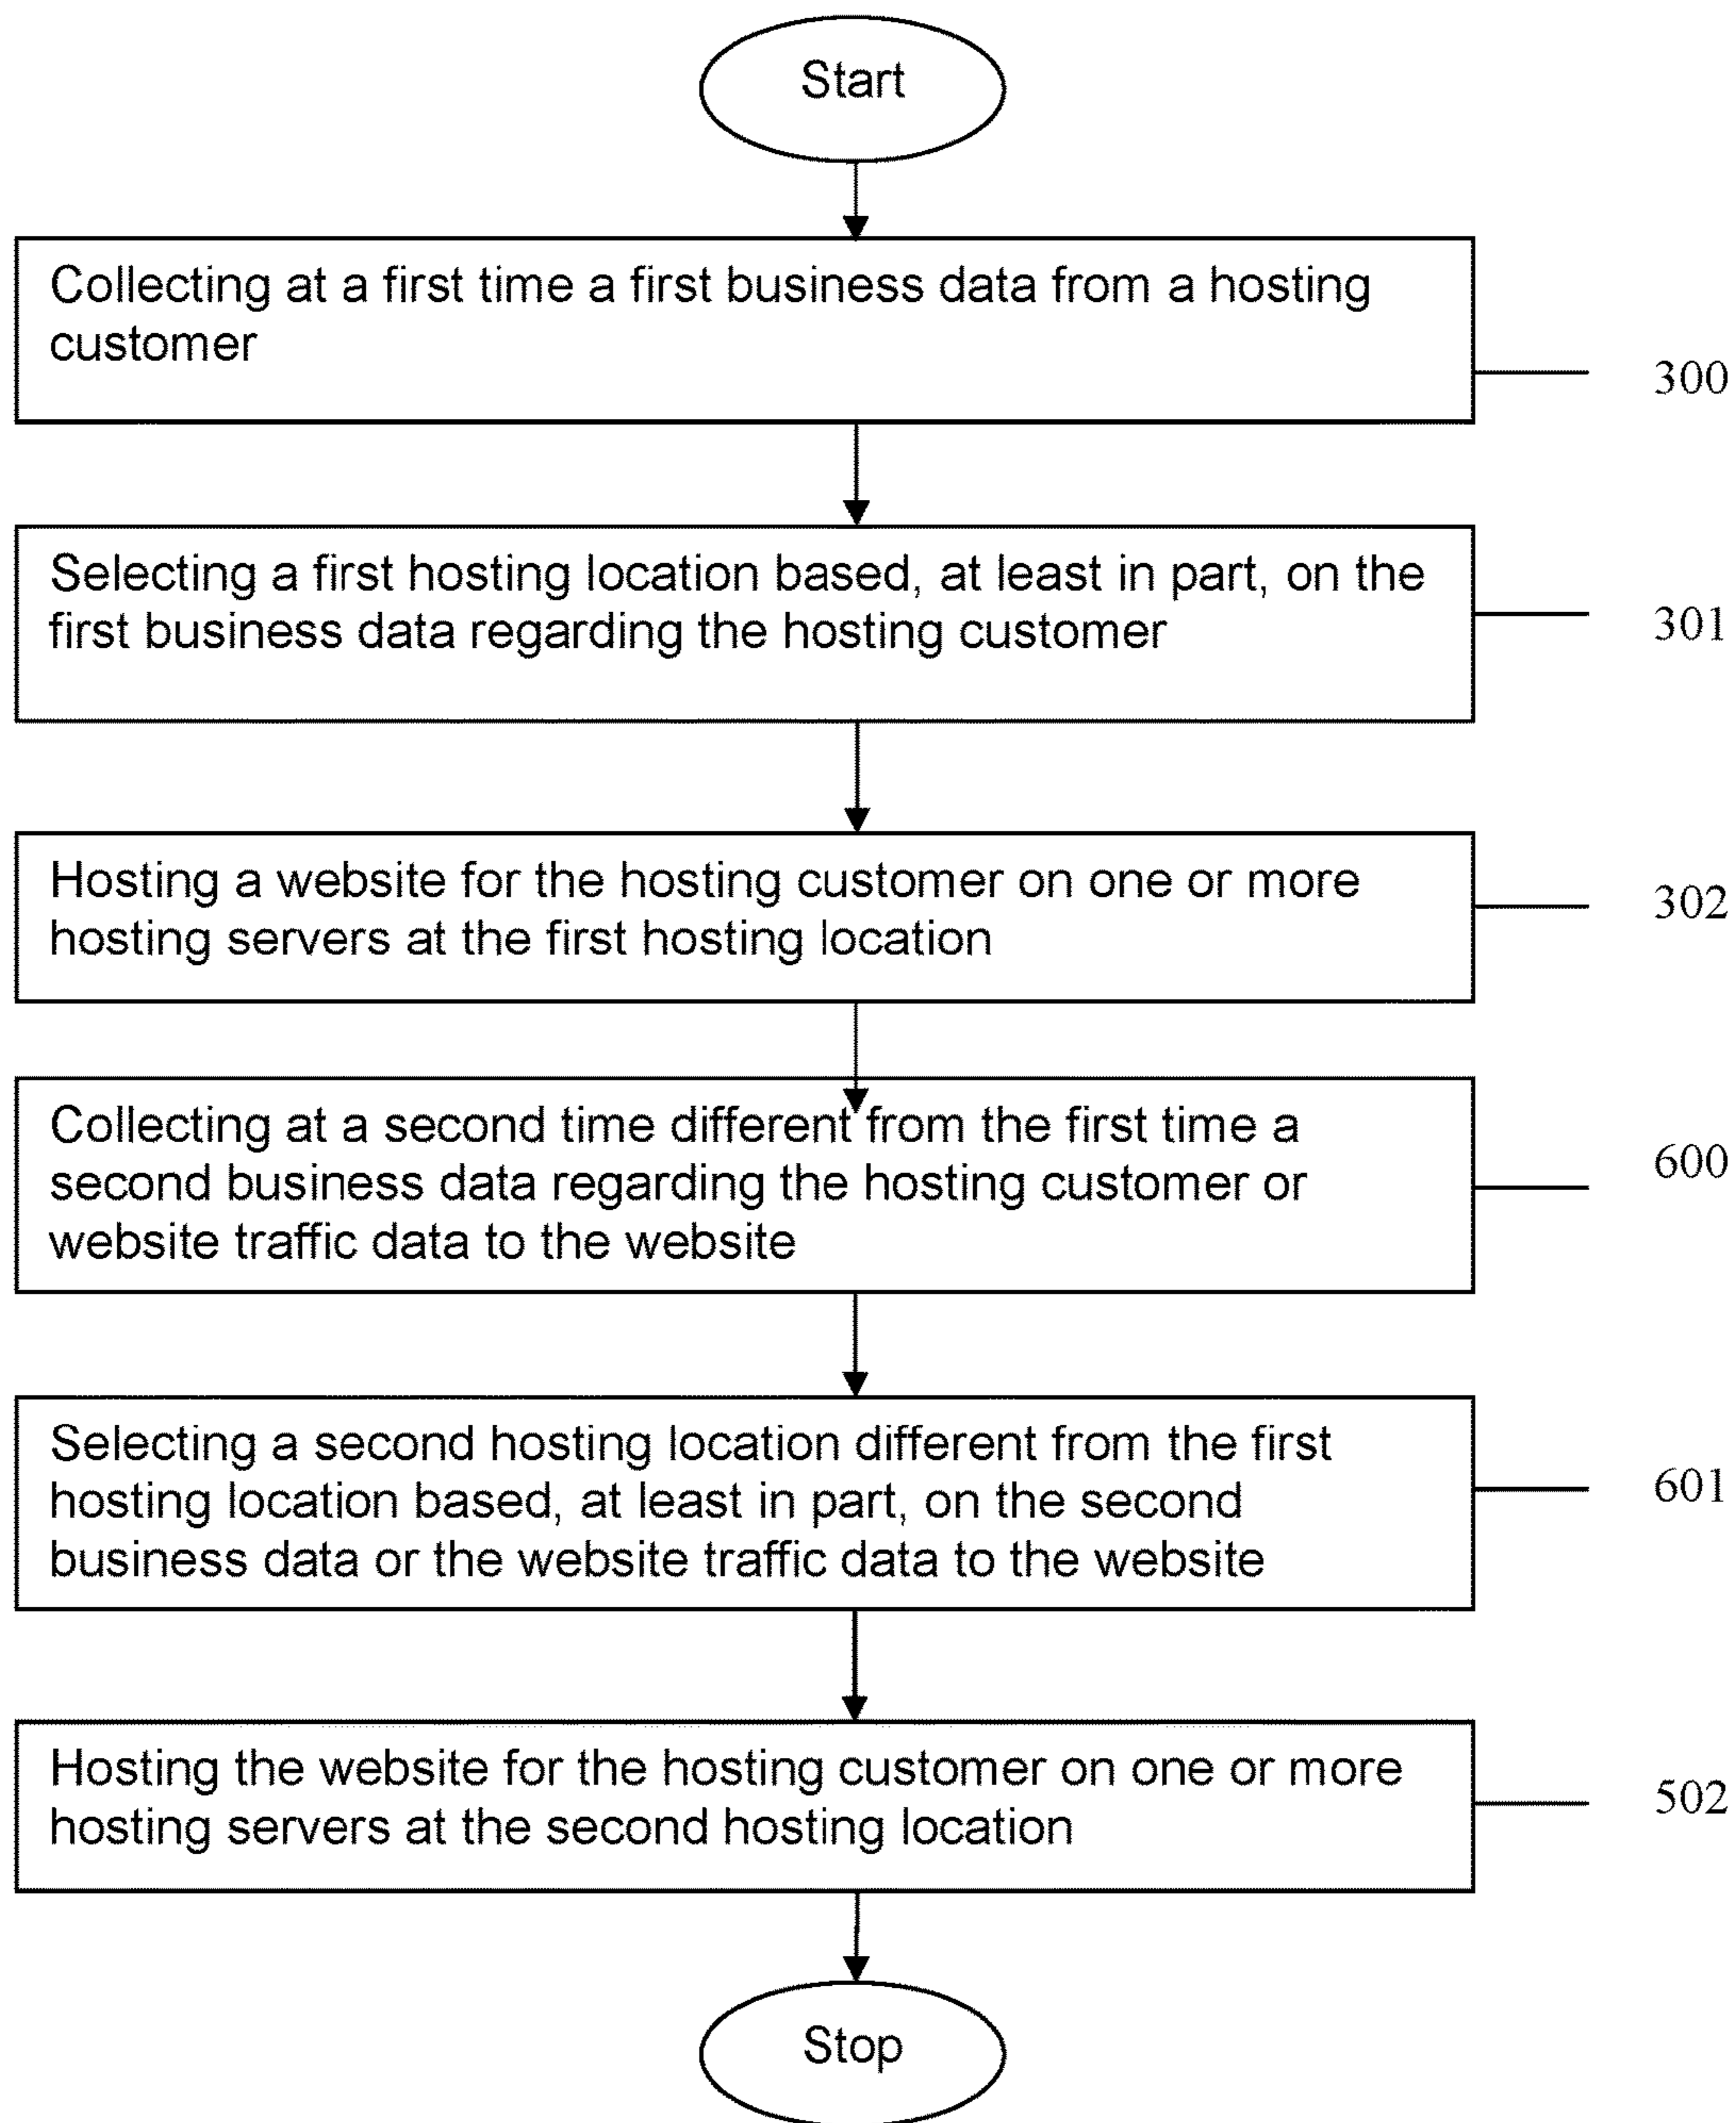 Start
Collecting at a first time a first business data from a hosting
customer
300
Selecting a first hosting location based, at least in part, on the
first business data regarding the hosting customer
301
Hosting a website for the hosting customer on one or more
hosting servers at the first hosting location
302
Collecting at a second time different from the first time a
second business data regarding the hosting customer or
website traffic data to the website
600
Selecting a second hosting location different from the first
hosting location based, at least in part, on the second
business data or the website traffic data to the website
601
Hosting the website for the hosting customer on one or more
hosting servers at the second hosting location
502
Stop